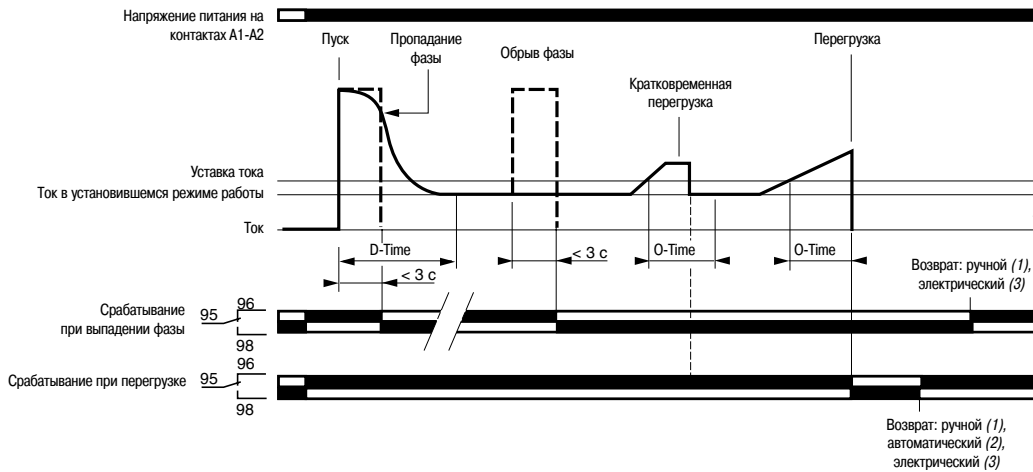 Напряжение питания на
контактах A1-A2
Пуск
Пропадание
фазы
Обрыв фазы
Перегрузка
Кратковременная
перегрузка
Уставка тока
Ток в установившемся режиме работы
Ток
D-Time
< 3 с
O-Time
O-Time
< 3 с
Возврат: ручной (1),
электрический (3)
Срабатывание
при выпадении фазы
95
96
98
Срабатывание при перегрузке
95
96
98
Возврат: ручной (1),
автоматический (2),
электрический (3)